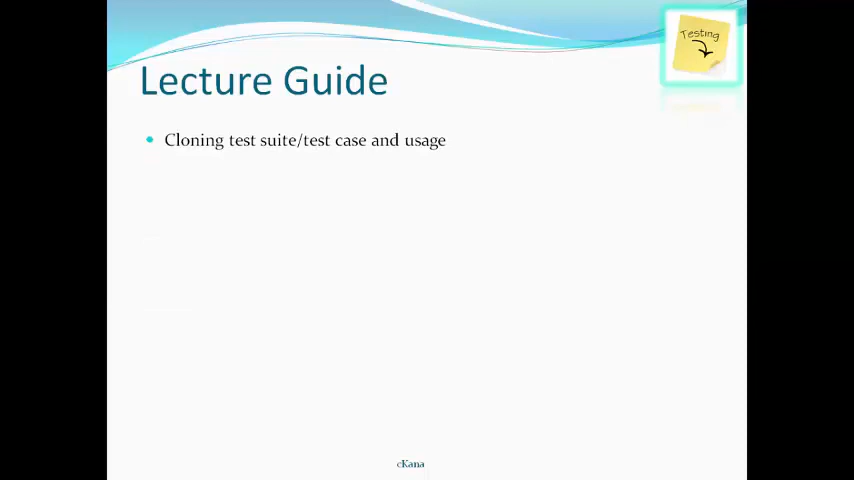 Testing
Lecture Guide
Cloning test suite/test case and usage
cKana